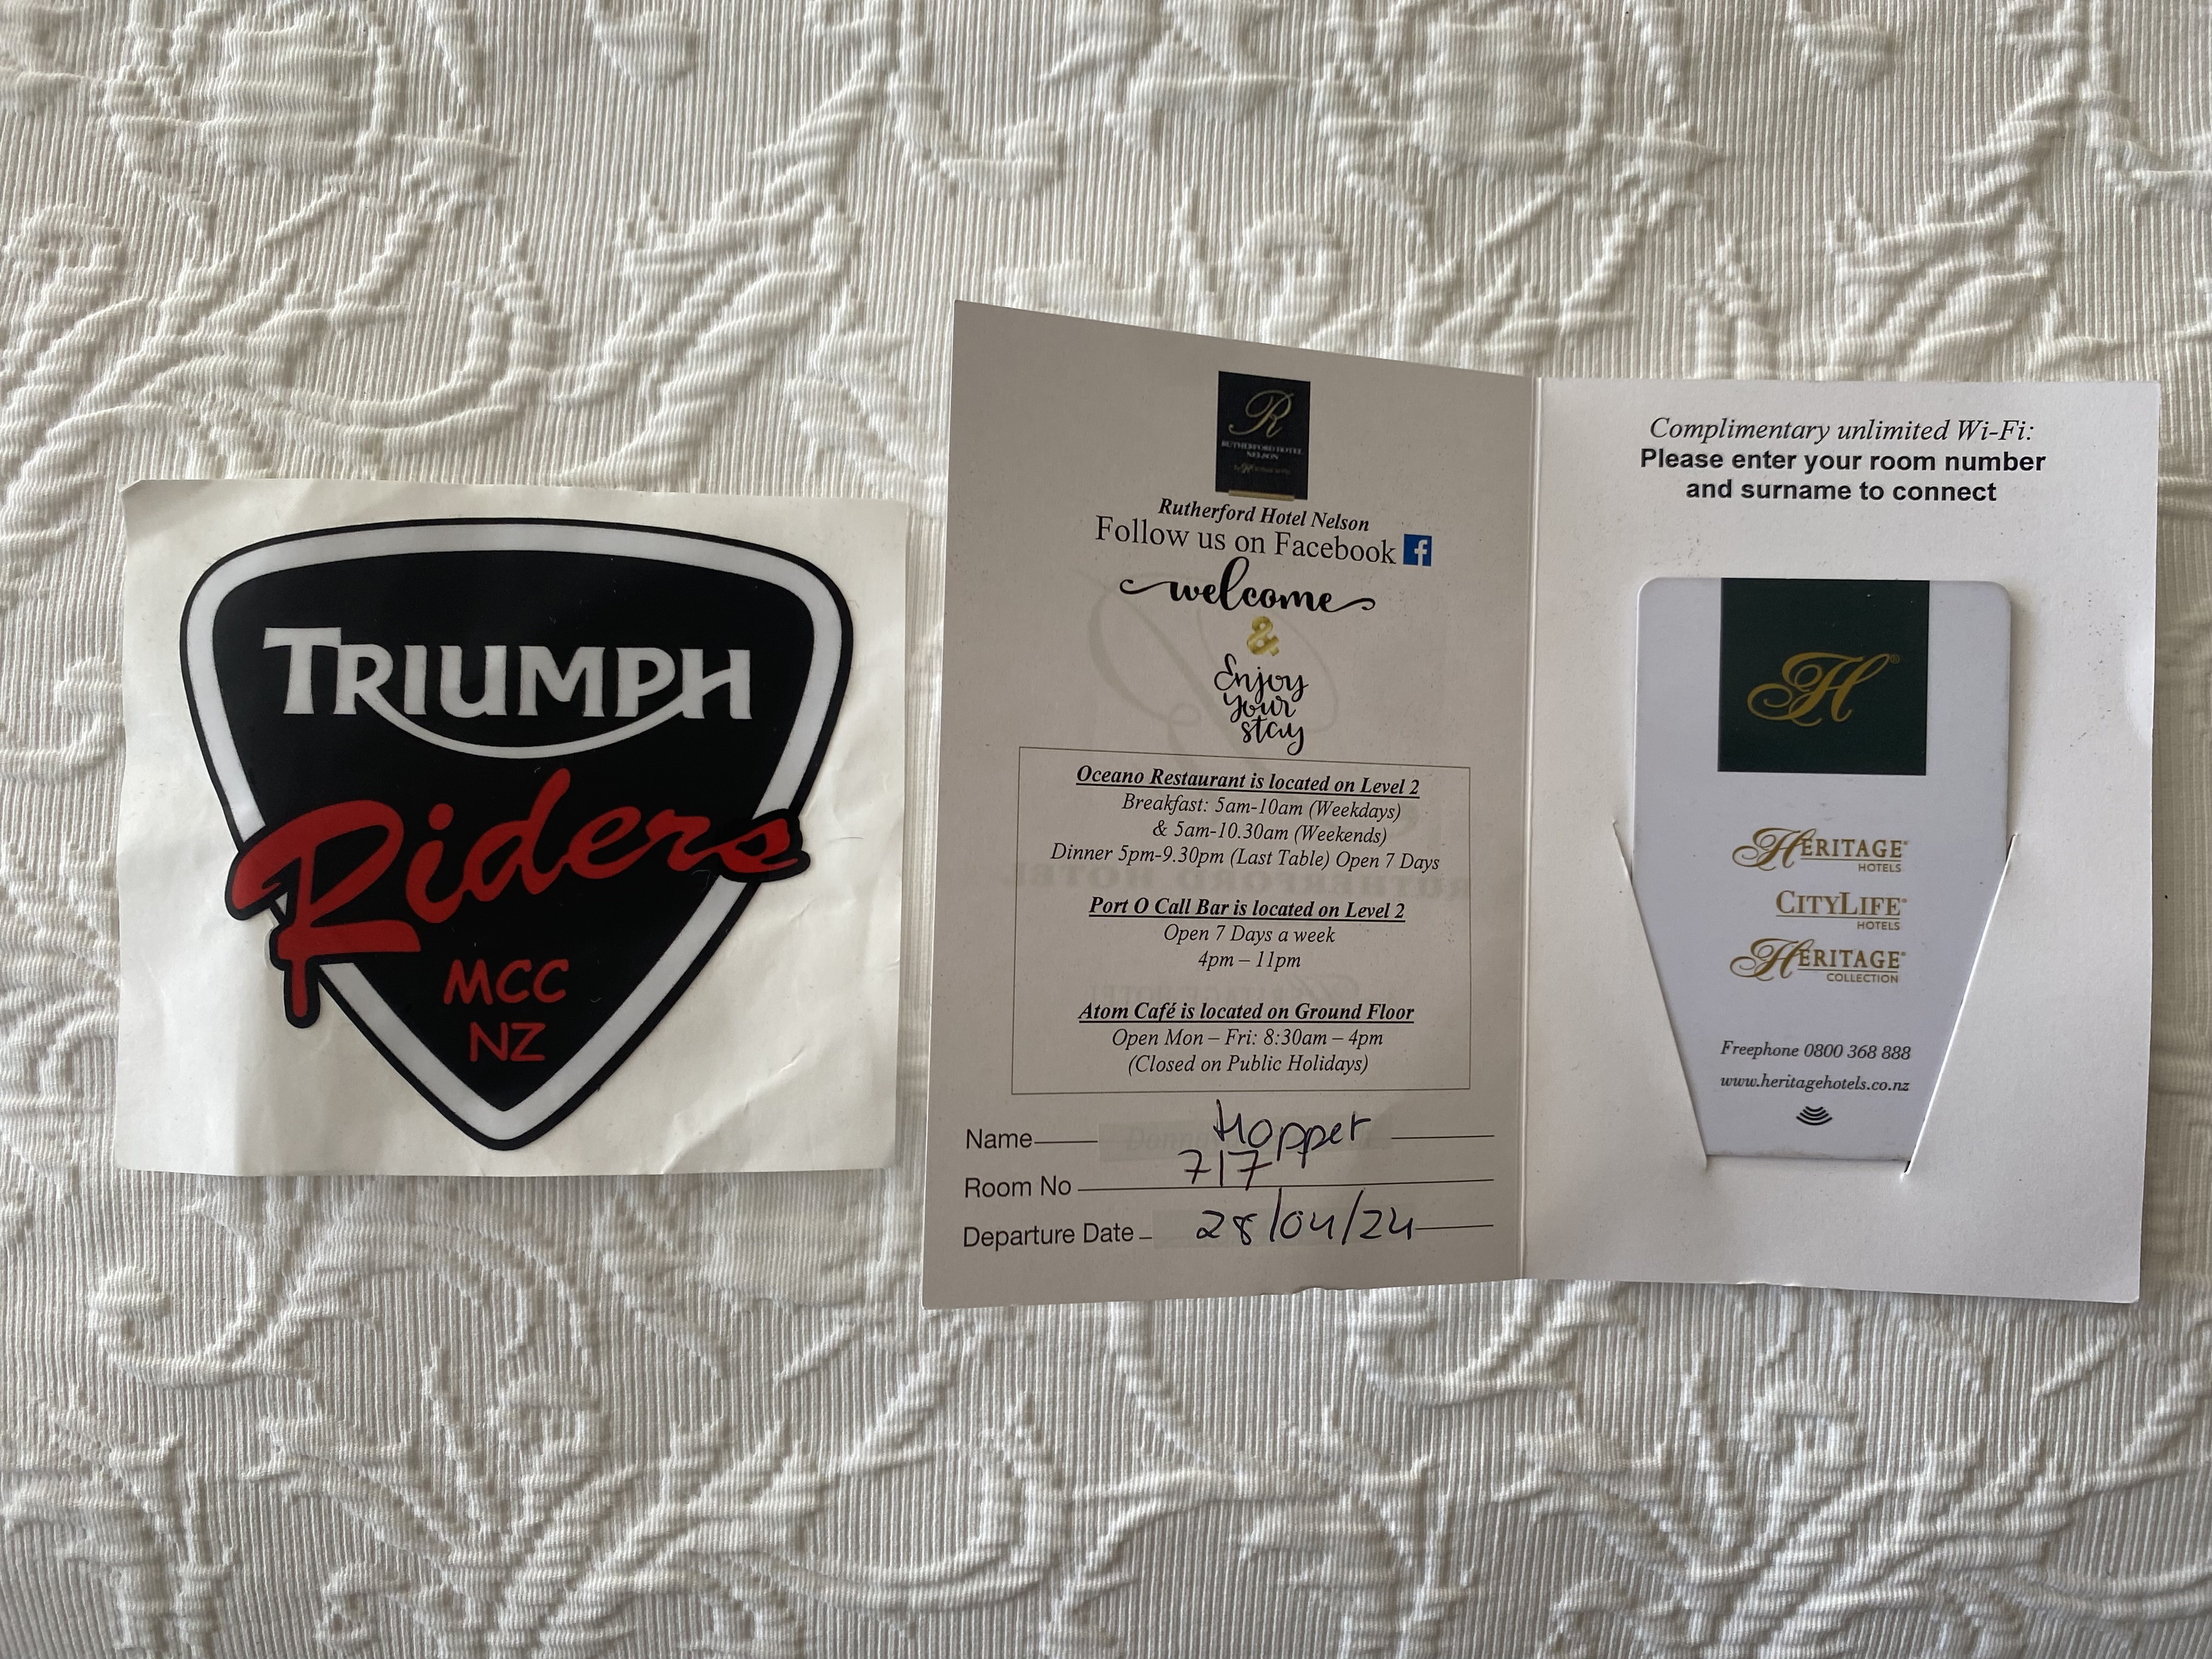 TRIUMPH
Riders
MCC
NZ
R
RUTHERFORD HOTEL
NELSON
Rutherford Hotel Nelson
Follow us on Facebook f
welcome
&
Enjoy
Your
stay
Oceano Restaurant is located on Level 2
Breakfast: 5am-10am (Weekdays)
& 5am-10.30am (Weekends)
Dinner 5pm-9.30pm (Last Table) Open 7 Days
Port O Call Bar is located on Level 2
Open 7 Days a week
4pm – 11pm
Atom Café is located on Ground Floor
Open Mon – Fri: 8:30am – 4pm
(Closed on Public Holidays)
Name Hopper
Room No 717
Departure Date 28/04/24
Complimentary unlimited Wi-Fi:
Please enter your room number
and surname to connect
H®
HERITAGE®
HOTELS
CITYLIFE®
HOTELS
HERITAGE®
COLLECTION
Freephone 0800 368 888
www.heritagehotels.co.nz